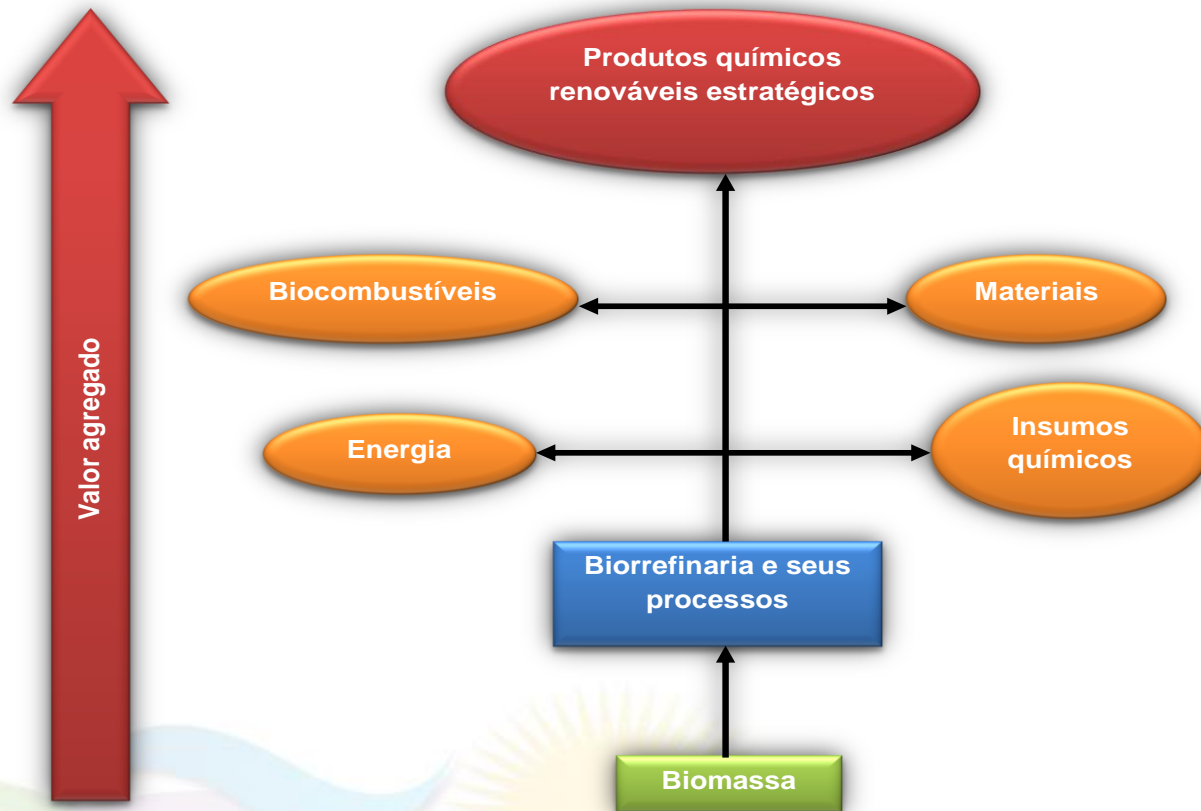 Produtos químicos
renováveis estratégicos
Biocombustíveis
Materiais
Valor agregado
Energia
Insumos
químicos
Biorrefinaria e seus
processos
Biomassa